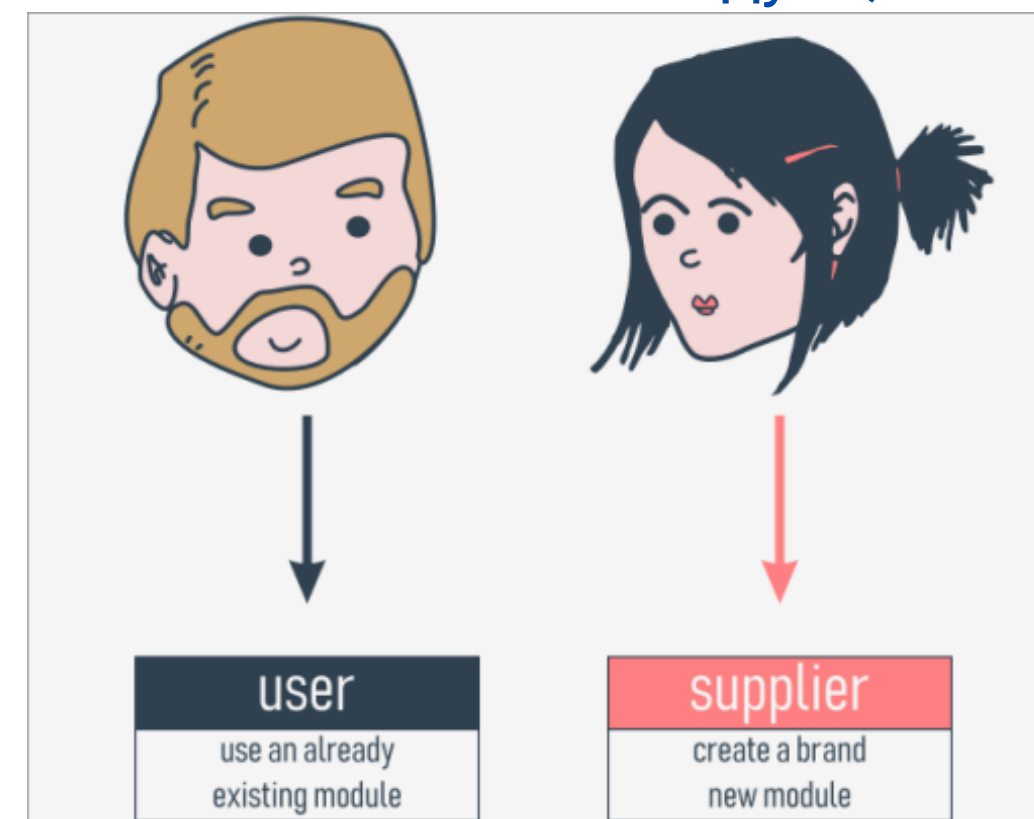 user
use an already
existing module
supplier
create a brand
new module